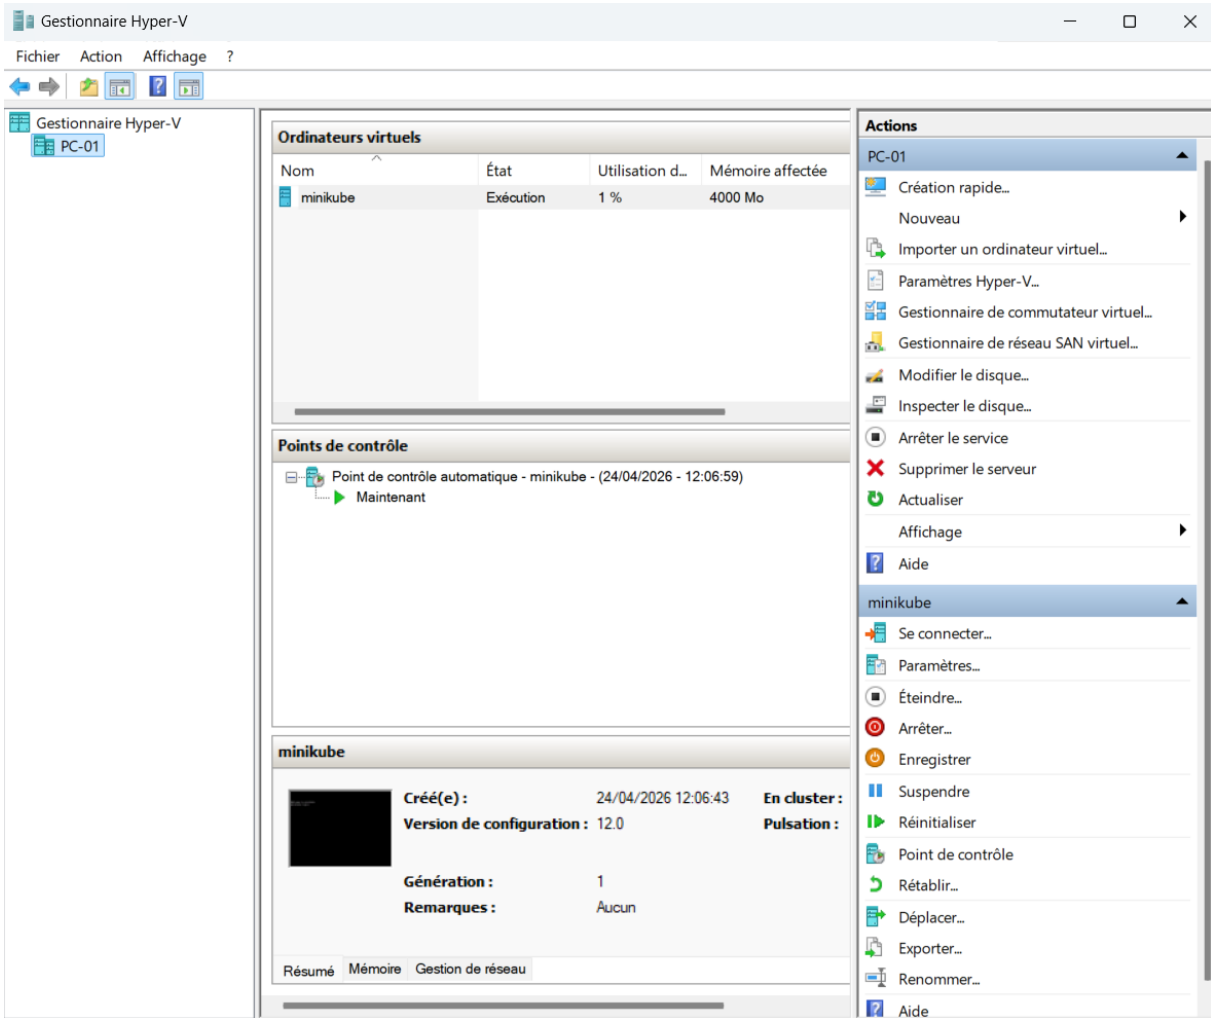 Gestionnaire Hyper-V
Fichier Action Affichage ?
Gestionnaire Hyper-V
PC-01
Ordinateurs virtuels
Nom État Utilisation d... Mémoire affectée
minikube Exécution 1 % 4000 Mo
Points de contrôle
Point de contrôle automatique - minikube - (24/04/2026 - 12:06:59)
Maintenant
minikube
Créé(e) : 24/04/2026 12:06:43 En cluster :
Version de configuration : 12.0 Pulsation :
Génération : 1
Remarques : Aucun
Résumé Mémoire Gestion de réseau
Actions
PC-01
Création rapide...
Nouveau
Importer un ordinateur virtuel...
Paramètres Hyper-V...
Gestionnaire de commutateur virtuel...
Gestionnaire de réseau SAN virtuel...
Modifier le disque...
Inspecter le disque...
Arrêter le service
Supprimer le serveur
Actualiser
Affichage
Aide
minikube
Se connecter...
Paramètres...
Éteindre...
Arrêter...
Enregistrer
Suspendre
Réinitialiser
Point de contrôle
Rétablir...
Déplacer...
Exporter...
Renommer...
Aide